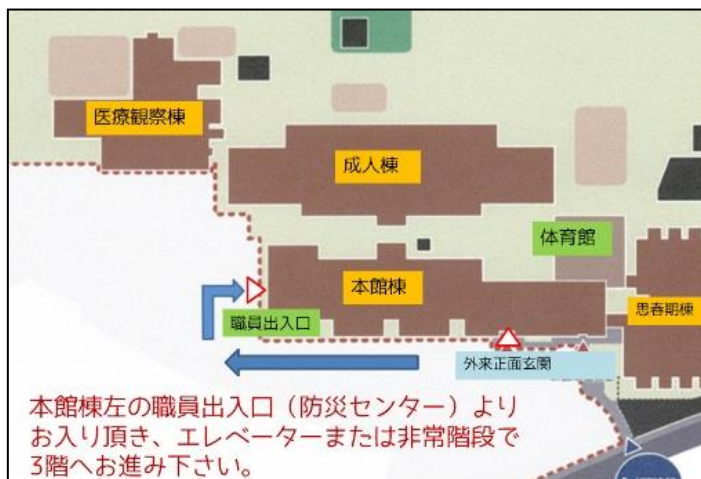 医療観察棟
成人棟
体育館
本館棟
思春期棟
職員出入口
外来正面玄関
本館棟左の職員出入口（防災センター）より
お入り頂き、エレベーターまたは非常階段で
3階へお進み下さい。